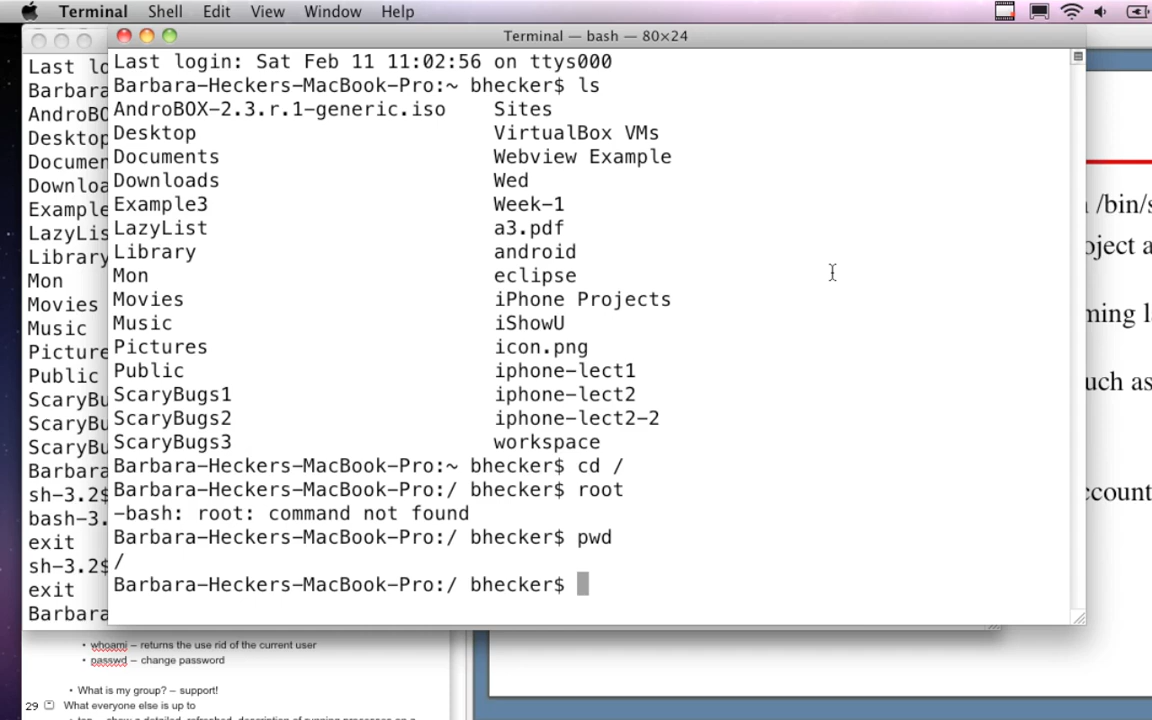 Terminal Shell Edit View Window Help
Terminal — bash — 80×24
Last login: Sat Feb 11 11:02:56 on ttys000
Barbara-Heckers-MacBook-Pro:~ bhecker$ ls
AndroBOX-2.3.r.1-generic.iso Sites
Desktop VirtualBox VMs
Documents Webview Example
Downloads Wed
Example3 Week-1
LazyList a3.pdf
Library android
Mon eclipse
Movies iPhone Projects
Music iShowU
Pictures icon.png
Public iphone-lect1
ScaryBugs1 iphone-lect2
ScaryBugs2 iphone-lect2-2
ScaryBugs3 workspace
Barbara-Heckers-MacBook-Pro:~ bhecker$ cd /
Barbara-Heckers-MacBook-Pro:/ bhecker$ root
-bash: root: command not found
Barbara-Heckers-MacBook-Pro:/ bhecker$ pwd
/
Barbara-Heckers-MacBook-Pro:/ bhecker$
Last lo
Barbara
AndroBO
Desktop
Documen
Downloa
Example
LazyLis
Library
Mon
Movies
Music
Picture
Public
ScaryBu
ScaryBu
ScaryBu
Barbara
sh-3.2$
bash-3.
exit
sh-3.2$
exit
Barbara
/bin/s
oject a
ning l
uch as
ccount
• whoami – returns the use rid of the current user
• passwd – change password
• What is my group? – support!
29 What everyone else is up to